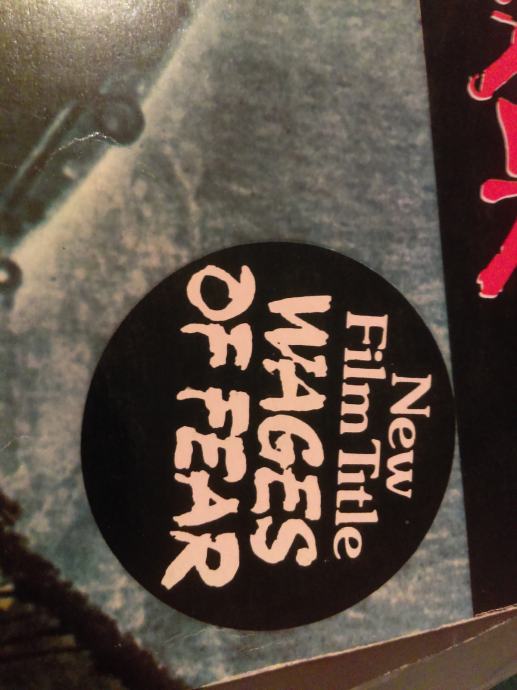 New
Film Title
WAGES
OF FEAR